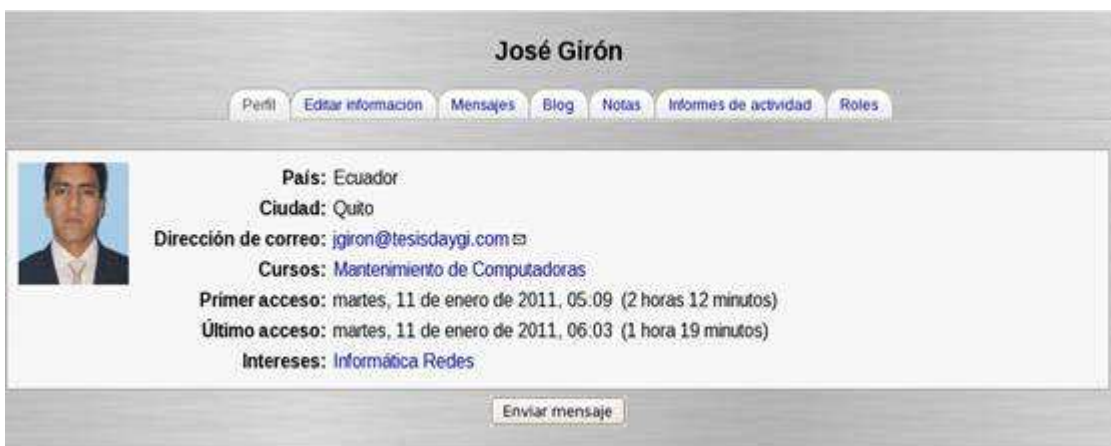 José Girón
Perfil Editar información Mensajes Blog Notas Informes de actividad Roles
País: Ecuador
Ciudad: Quito
Dirección de correo: jgiron@tesisdaygi.com
Cursos: Mantenimiento de Computadoras
Primer acceso: martes, 11 de enero de 2011, 05:09 (2 horas 12 minutos)
Último acceso: martes, 11 de enero de 2011, 06:03 (1 hora 19 minutos)
Intereses: Informática Redes
Enviar mensaje